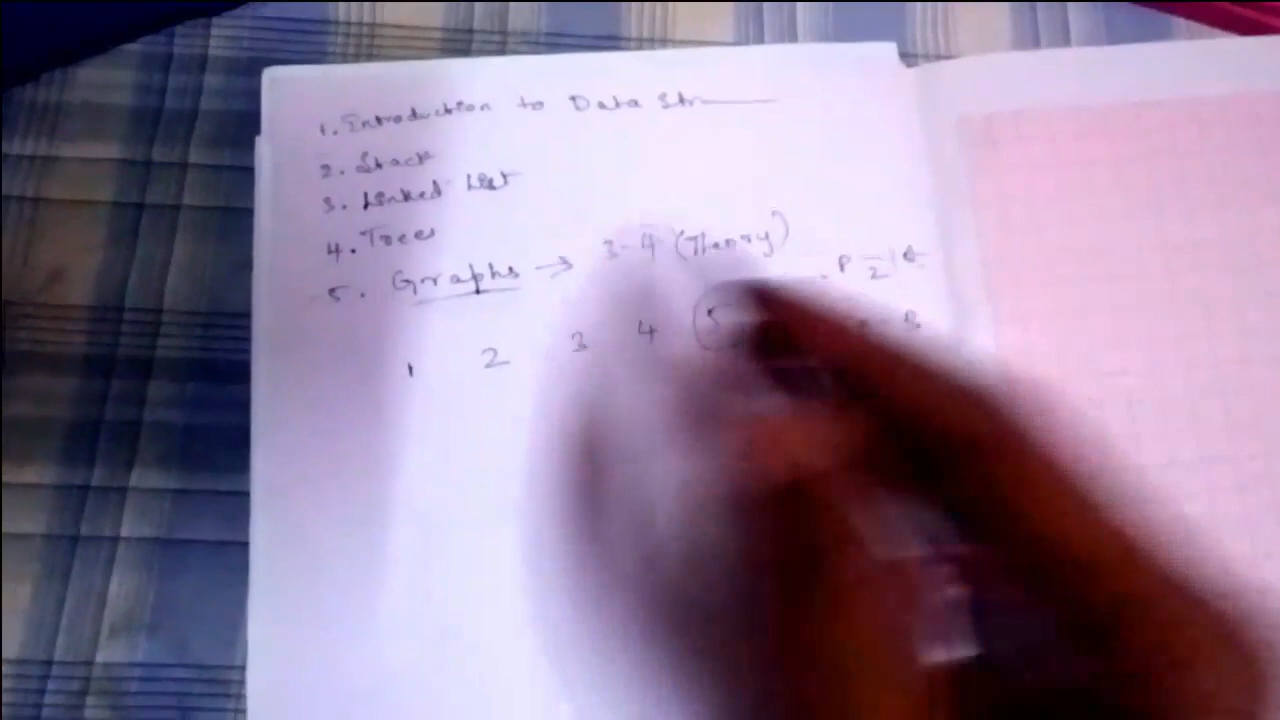 1. Introduction to Data Str
2. Stack
3. Linked List
4. Trees
5. Graphs → 3-4 (Theory)
1 2 3 4 5